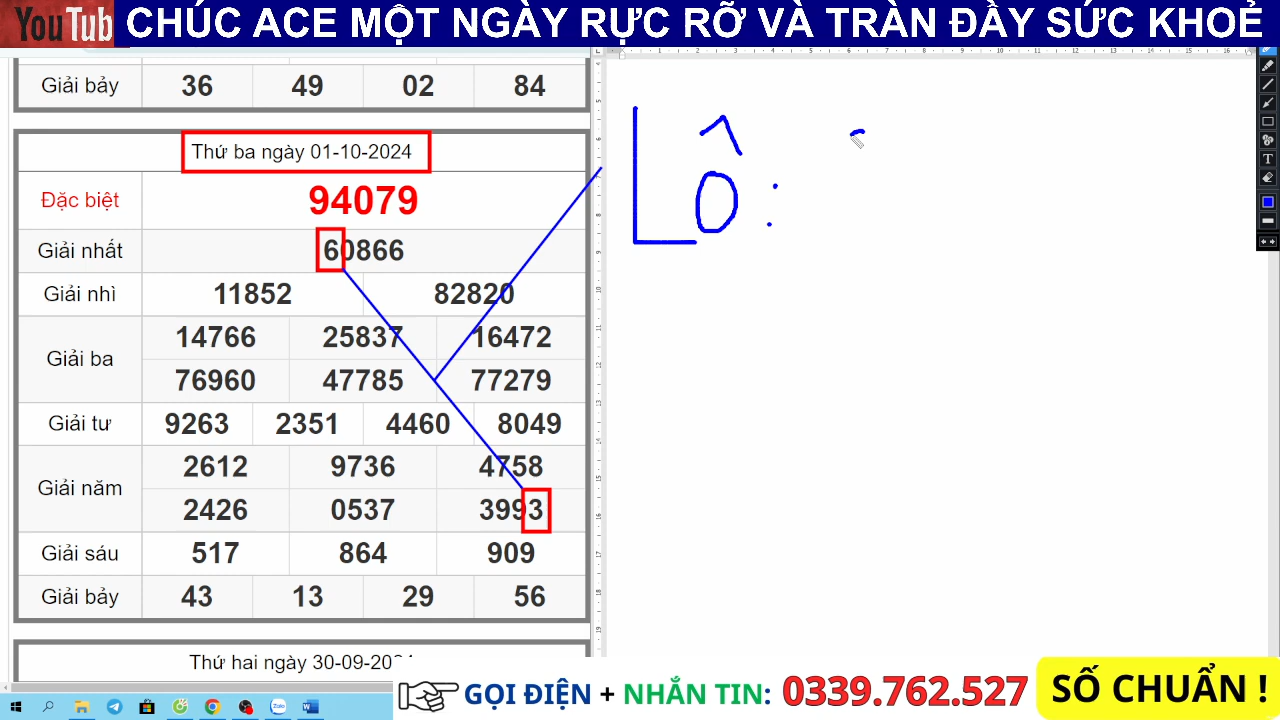 YouTub CHÚC ACE MỘT NGÀY RỰC RỠ VÀ TRÀN ĐẦY SỨC KHOẺ
Giải bảy 36 49 02 84
Thứ ba ngày 01-10-2024
Đặc biệt 94079
Giải nhất 60866
Giải nhì 11852 82820
Giải ba 14766 25837 16472
76960 47785 77279
Giải tư 9263 2351 4460 8049
Giải năm 2612 9736 4758
2426 0537 3993
Giải sáu 517 864 909
Giải bảy 43 13 29 56
Thứ hai ngày 30-09-2024
LÔ:
GỌI ĐIỆN + NHẮN TIN: 0339.762.527
SỐ CHUẨN !